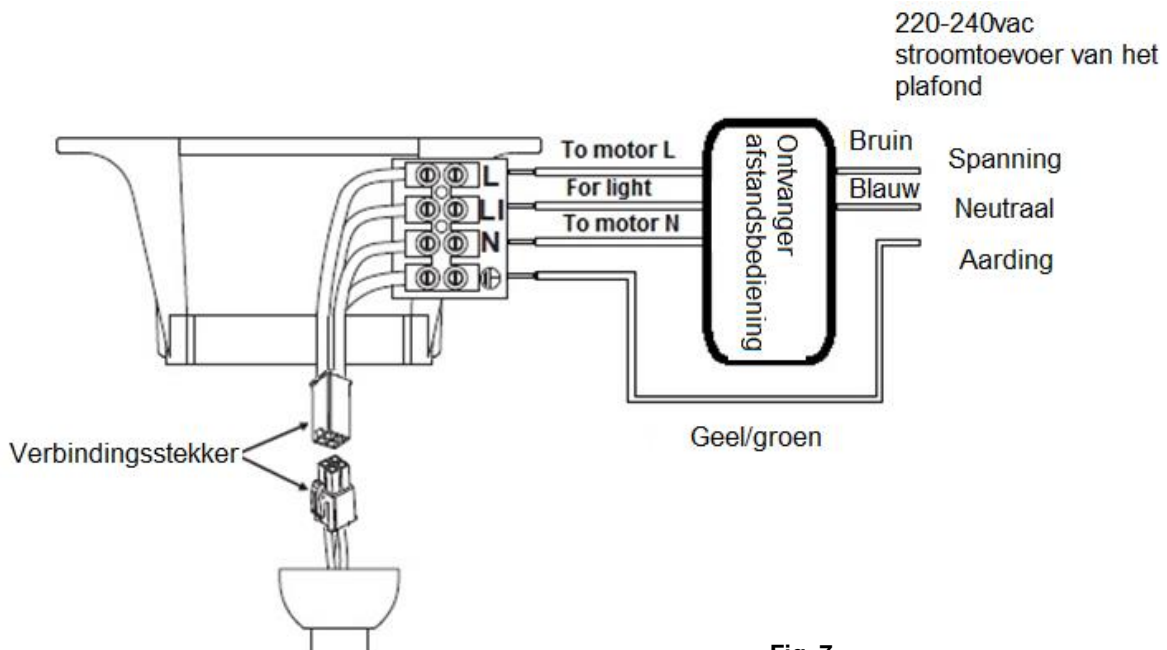 220-240vac
stroomtoevoer van het
plafond
To motor L
Bruin
Spanning
L
For light
Blauw
LI
Neutraal
To motor N
N
Aarding
Ontvanger
afstandsbediening
Geel/groen
Verbindingsstekker
Fig. 7